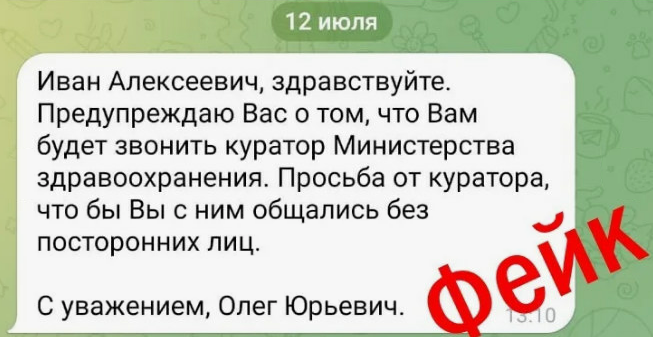 12 июля
Иван Алексеевич, здравствуйте.
Предупреждаю Вас о том, что Вам
будет звонить куратор Министерства
здравоохранения. Просьба от куратора,
что бы Вы с ним общались без
посторонних лиц.
С уважением, Олег Юрьевич.
13:10
Фейк